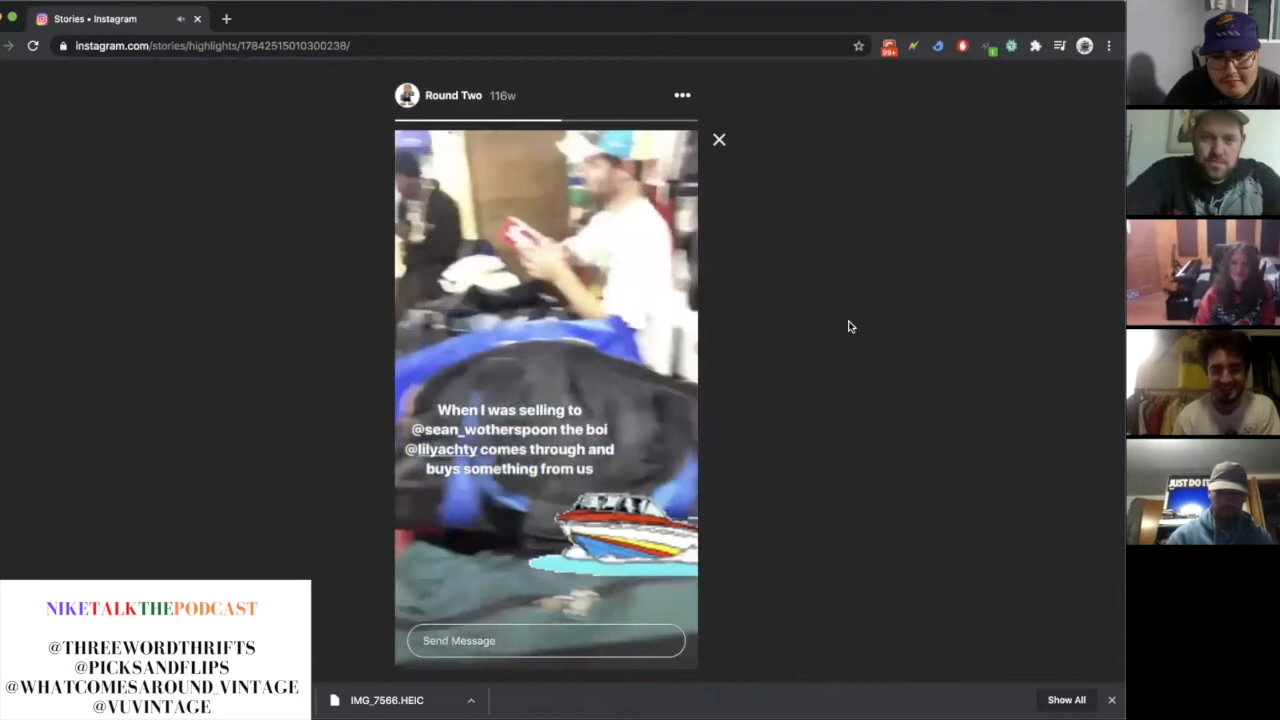 Stories • Instagram
instagram.com/stories/highlights/17842515010300238/
99+
1
Round Two 116w
When I was selling to
@sean_wotherspoon the boi
@lilyachty comes through and
buys something from us
Send Message
JUST DO IT
NIKETALKTHEPODCAST
@THREEWORDTHRIFTS
@PICKSANDFLIPS
@WHATCOMESAROUND_VINTAGE
@VUVINTAGE
IMG_7566.HEIC
Show All